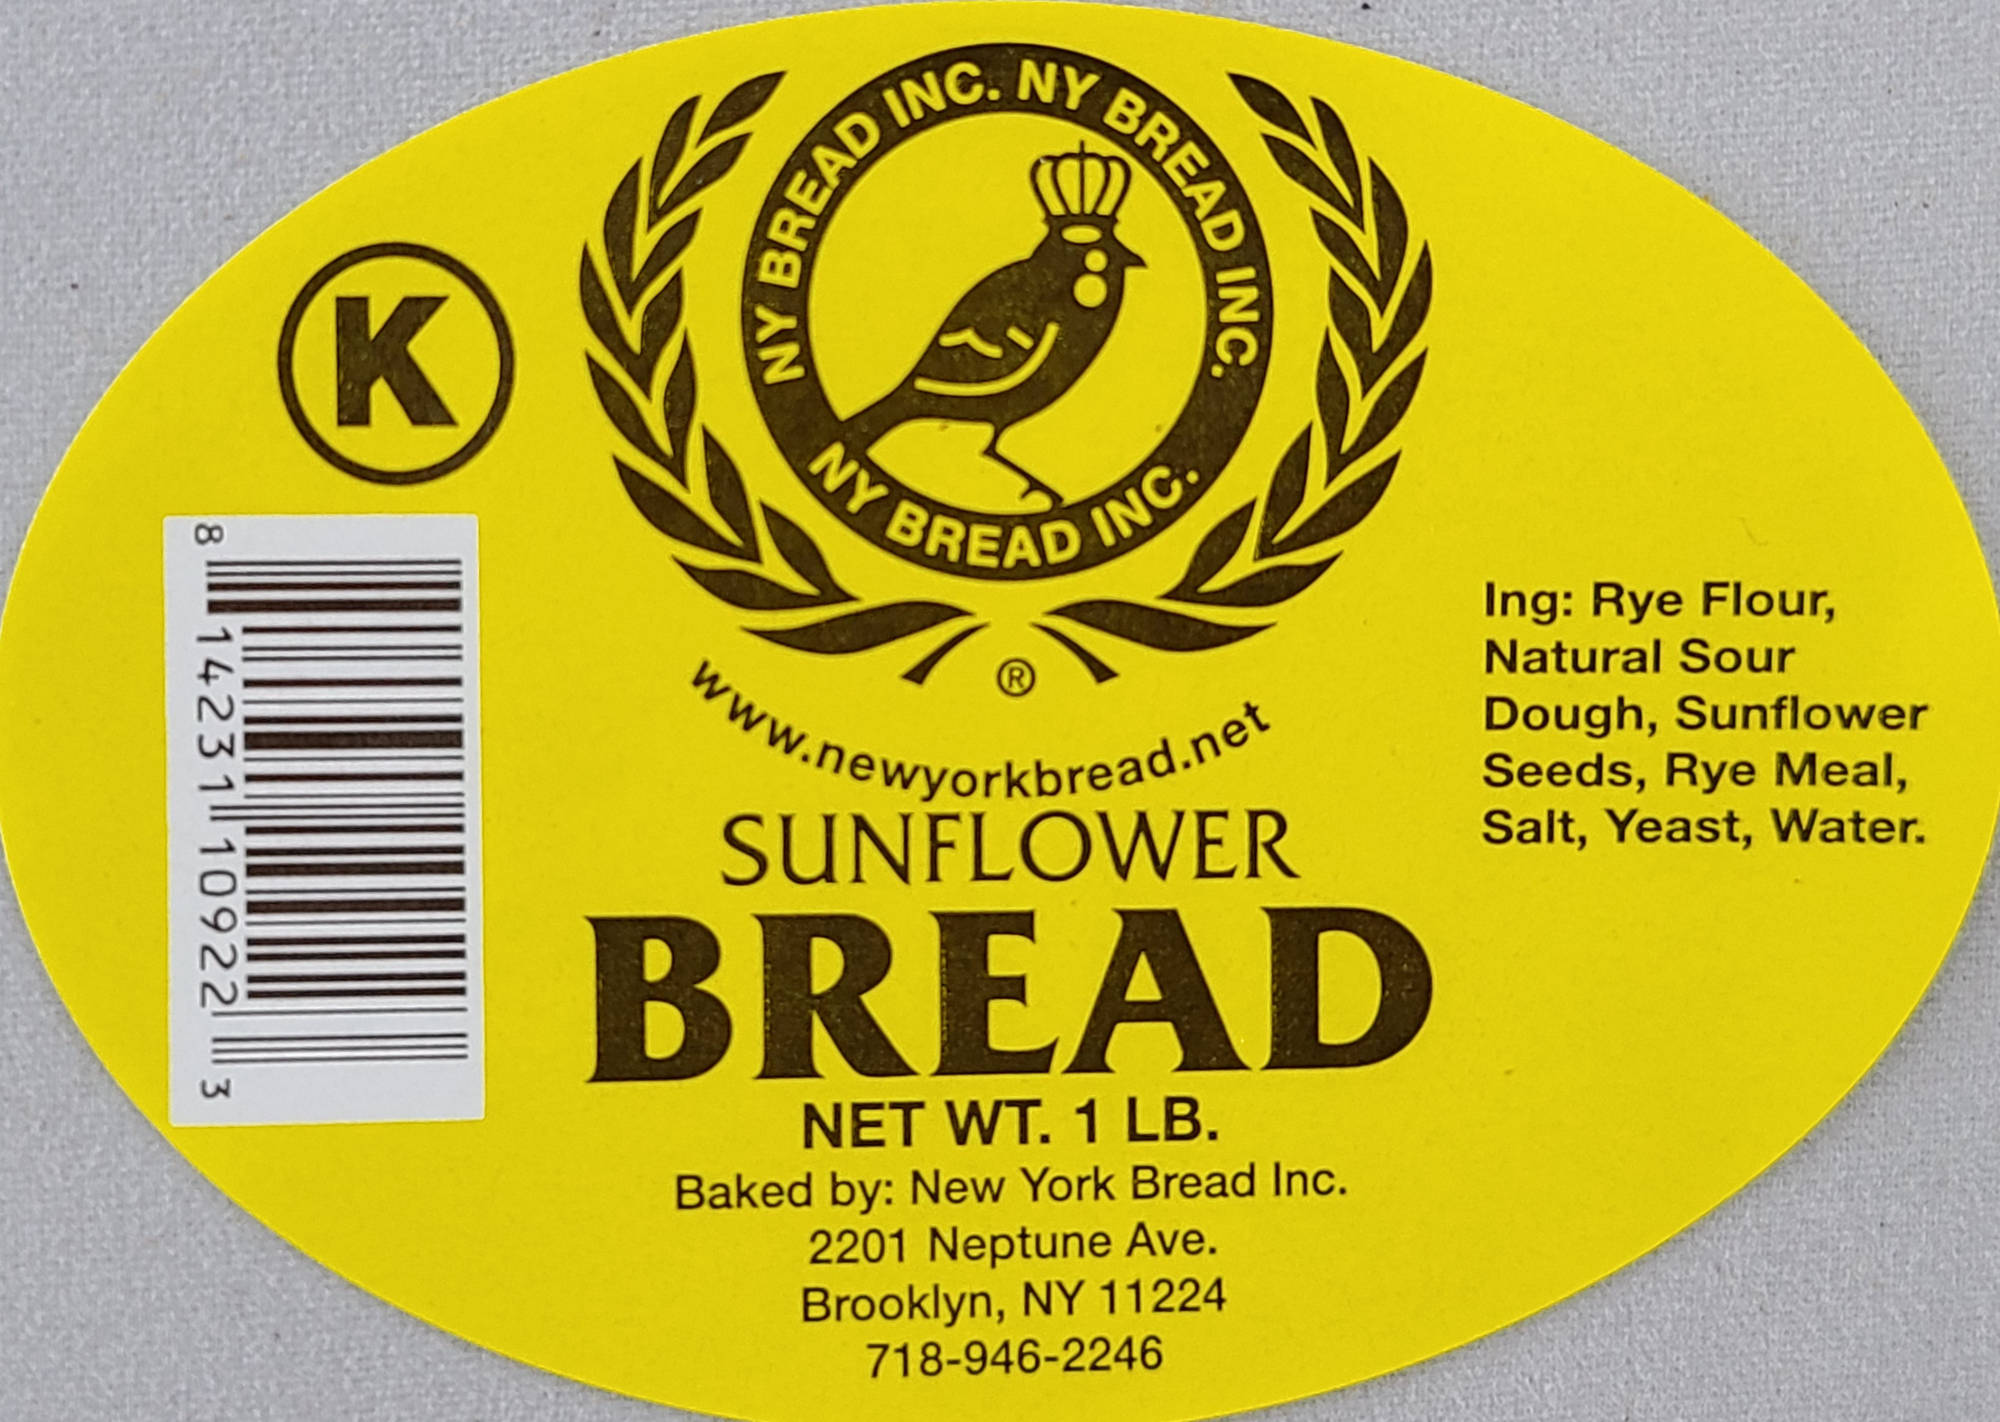 NY BREAD INC. NY BREAD INC.
NY BREAD INC.
K
®
www.newyorkbread.net
SUNFLOWER
BREAD
NET WT. 1 LB.
Baked by: New York Bread Inc.
2201 Neptune Ave.
Brooklyn, NY 11224
718-946-2246
8 14231 10922 3
Ing: Rye Flour,
Natural Sour
Dough, Sunflower
Seeds, Rye Meal,
Salt, Yeast, Water.